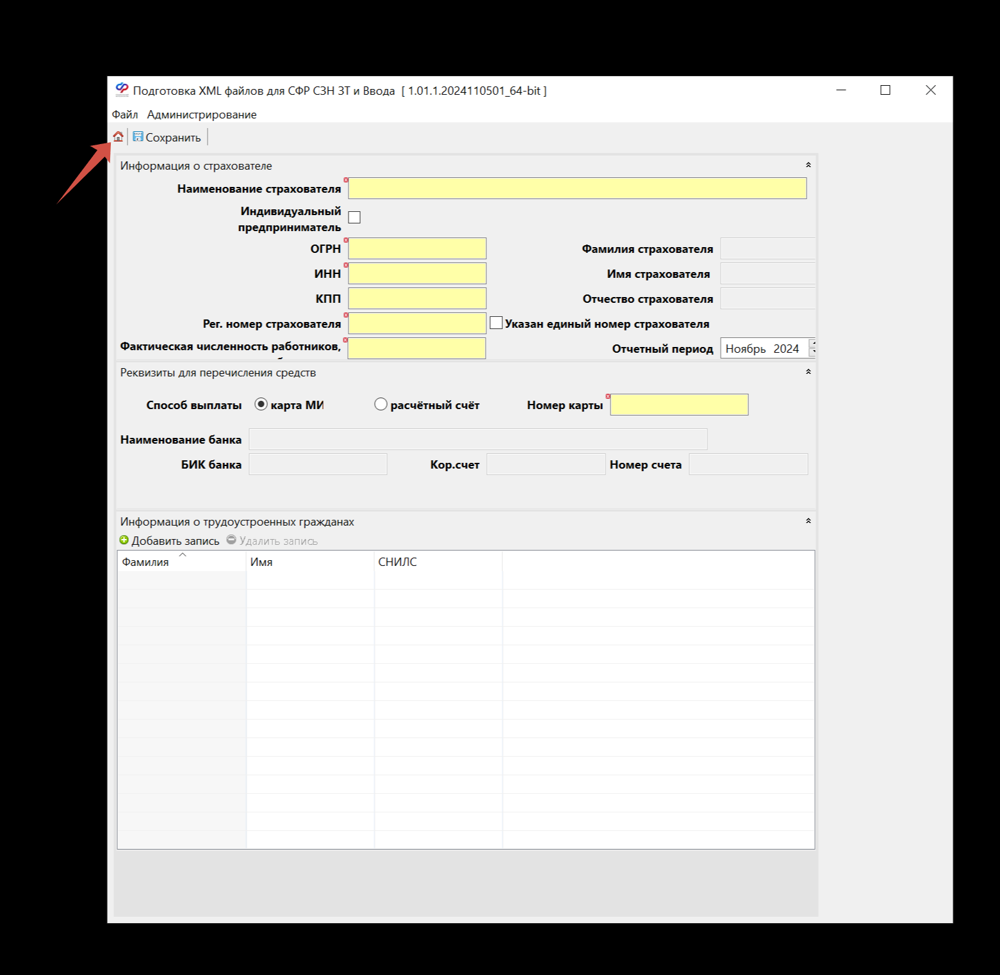 Подготовка XML файлов для СФР СЗН ЗТ и Ввода [ 1.01.1.2024110501_64-bit ]
Файл Администрирование
Сохранить
Информация о страхователе
Наименование страхователя
Индивидуальный
предприниматель
ОГРН
Фамилия страхователя
ИНН
Имя страхователя
КПП
Отчество страхователя
Рег. номер страхователя
Указан единый номер страхователя
Фактическая численность работников,
Отчетный период Ноябрь 2024
Реквизиты для перечисления средств
Способ выплаты карта МИ расчётный счёт Номер карты
Наименование банка
БИК банка Кор.счет Номер счета
Информация о трудоустроенных гражданах
Добавить запись Удалить запись
Фамилия Имя СНИЛС